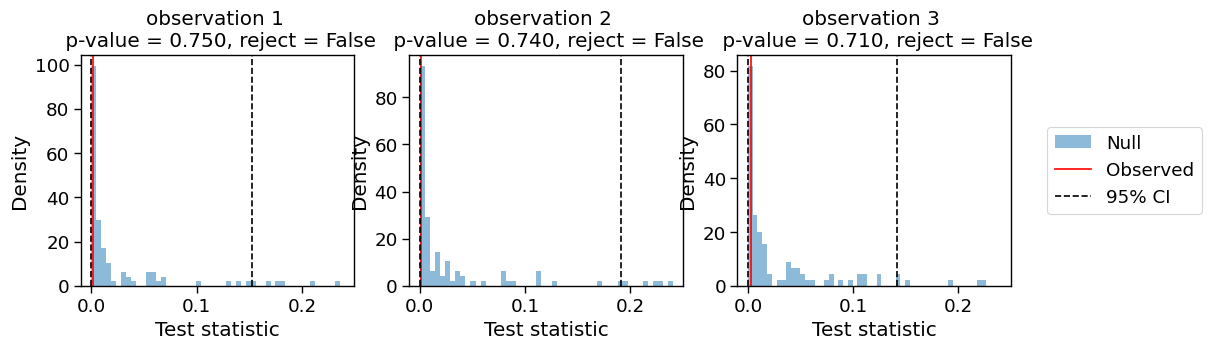 observation 1
p-value = 0.750, reject = False
100
80
60
40
20
0
Density
0.0
0.1
0.2
Test statistic
observation 2
p-value = 0.740, reject = False
80
60
40
20
0
Density
0.0
0.1
0.2
Test statistic
observation 3
p-value = 0.710, reject = False
80
60
40
20
0
Density
0.0
0.1
0.2
Test statistic
Null
Observed
95% CI